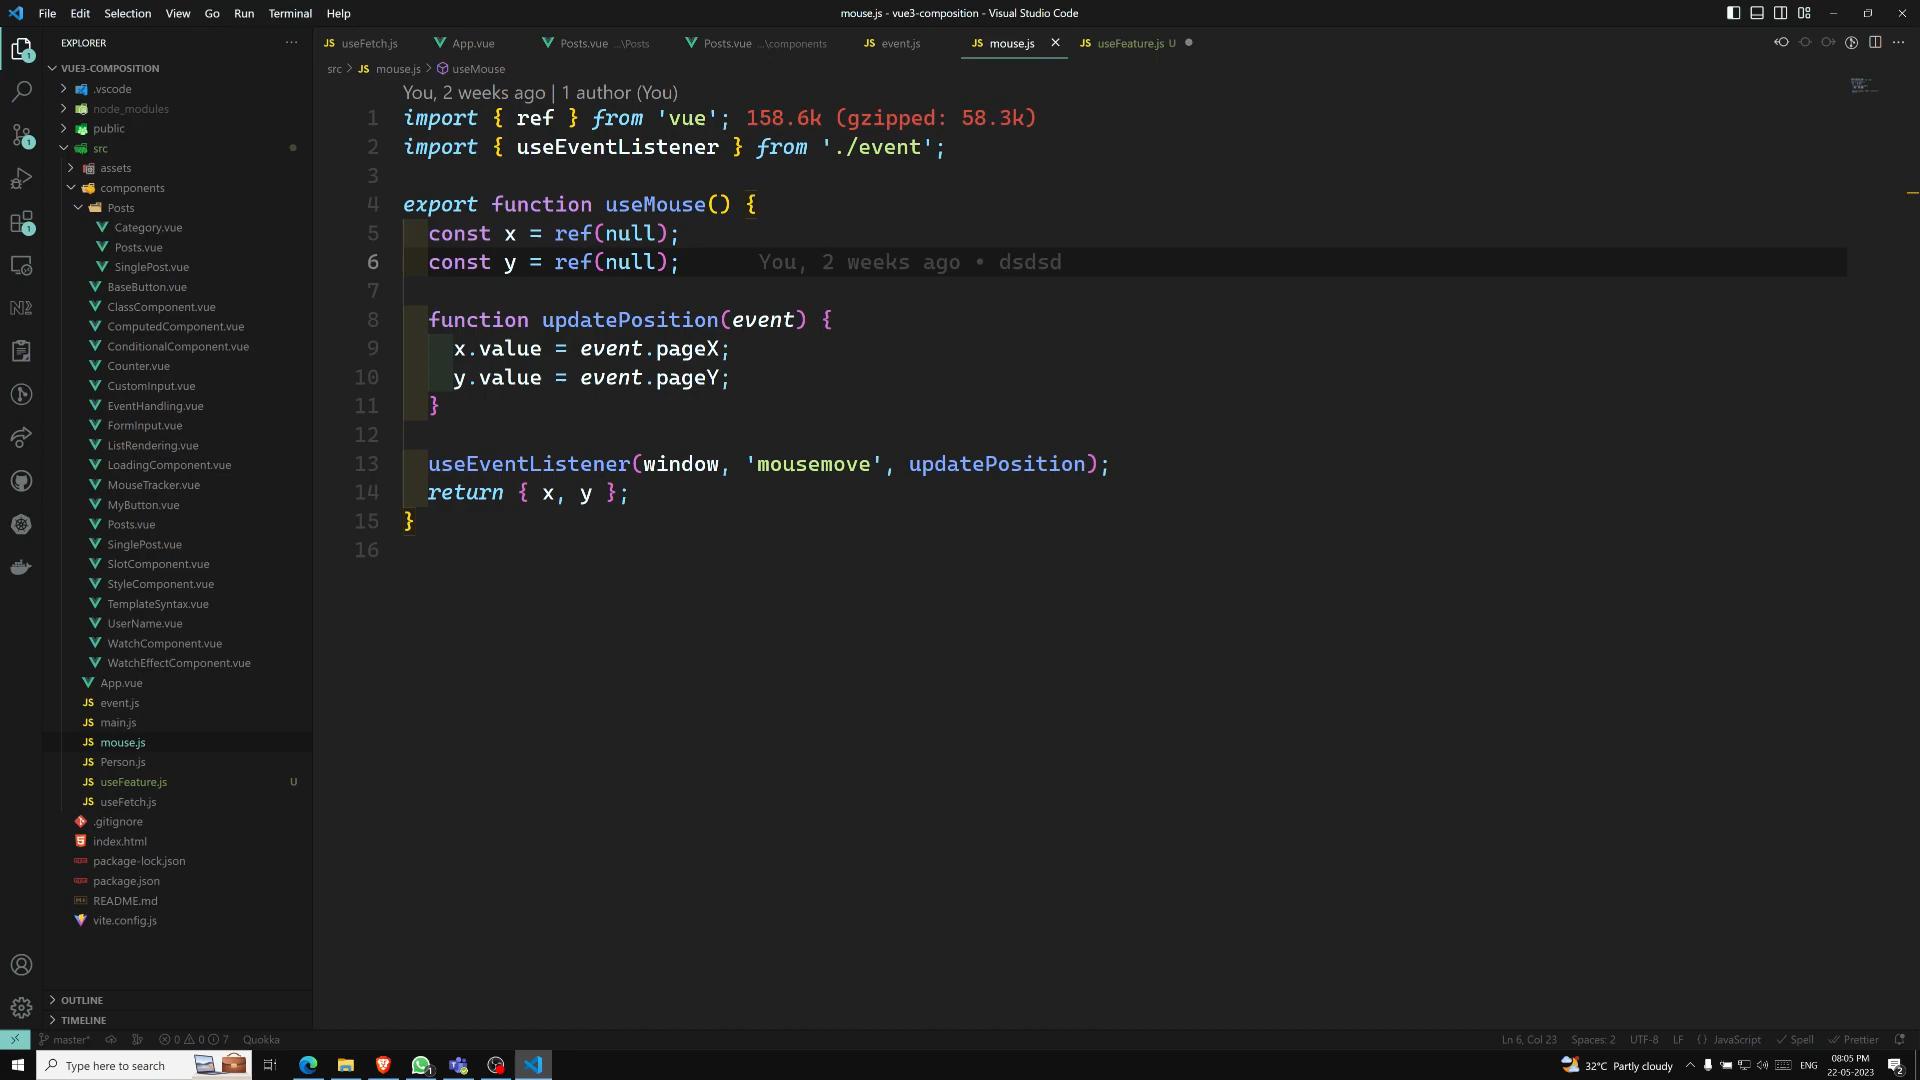 File Edit Selection View Go Run Terminal Help
mouse.js - vue3-composition - Visual Studio Code
EXPLORER
VUE3-COMPOSITION
.vscode
node_modules
public
src
assets
components
Posts
Category.vue
Posts.vue
SinglePost.vue
BaseButton.vue
ClassComponent.vue
ComputedComponent.vue
ConditionalComponent.vue
Counter.vue
CustomInput.vue
EventHandling.vue
FormInput.vue
ListRendering.vue
LoadingComponent.vue
MouseTracker.vue
MyButton.vue
Posts.vue
SinglePost.vue
SlotComponent.vue
StyleComponent.vue
TemplateSyntax.vue
UserName.vue
WatchComponent.vue
WatchEffectComponent.vue
App.vue
JS event.js
JS main.js
JS mouse.js
JS Person.js
JS useFeature.js U
JS useFetch.js
.gitignore
index.html
package-lock.json
package.json
README.md
vite.config.js
OUTLINE
TIMELINE
JS useFetch.js App.vue Posts.vue ...\Posts Posts.vue ...\components JS event.js JS mouse.js JS useFeature.js U
src > JS mouse.js > useMouse
You, 2 weeks ago | 1 author (You)
1 import { ref } from 'vue'; 158.6k (gzipped: 58.3k)
2 import { useEventListener } from './event';
3
4 export function useMouse() {
5 const x = ref(null);
6 const y = ref(null); You, 2 weeks ago • dsdsd
7
8 function updatePosition(event) {
9 x.value = event.pageX;
10 y.value = event.pageY;
11 }
12
13 useEventListener(window, 'mousemove', updatePosition);
14 return { x, y };
15 }
16
master* 0 0 7 Quokka
Ln 6, Col 23 Spaces: 2 UTF-8 LF {} JavaScript Spell Prettier
Type here to search
32°C Partly cloudy ENG
08:05 PM
22-05-2023